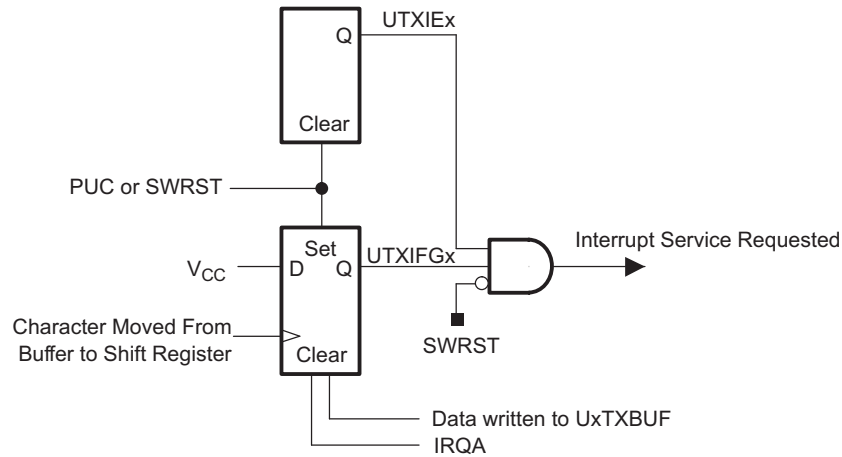 UTXIEx
Q
Clear
PUC or SWRST
Set
UTXIFGx
Interrupt Service Requested
VCC
D
Q
Character Moved From
Buffer to Shift Register
SWRST
Clear
Data written to UxTXBUF
IRQA